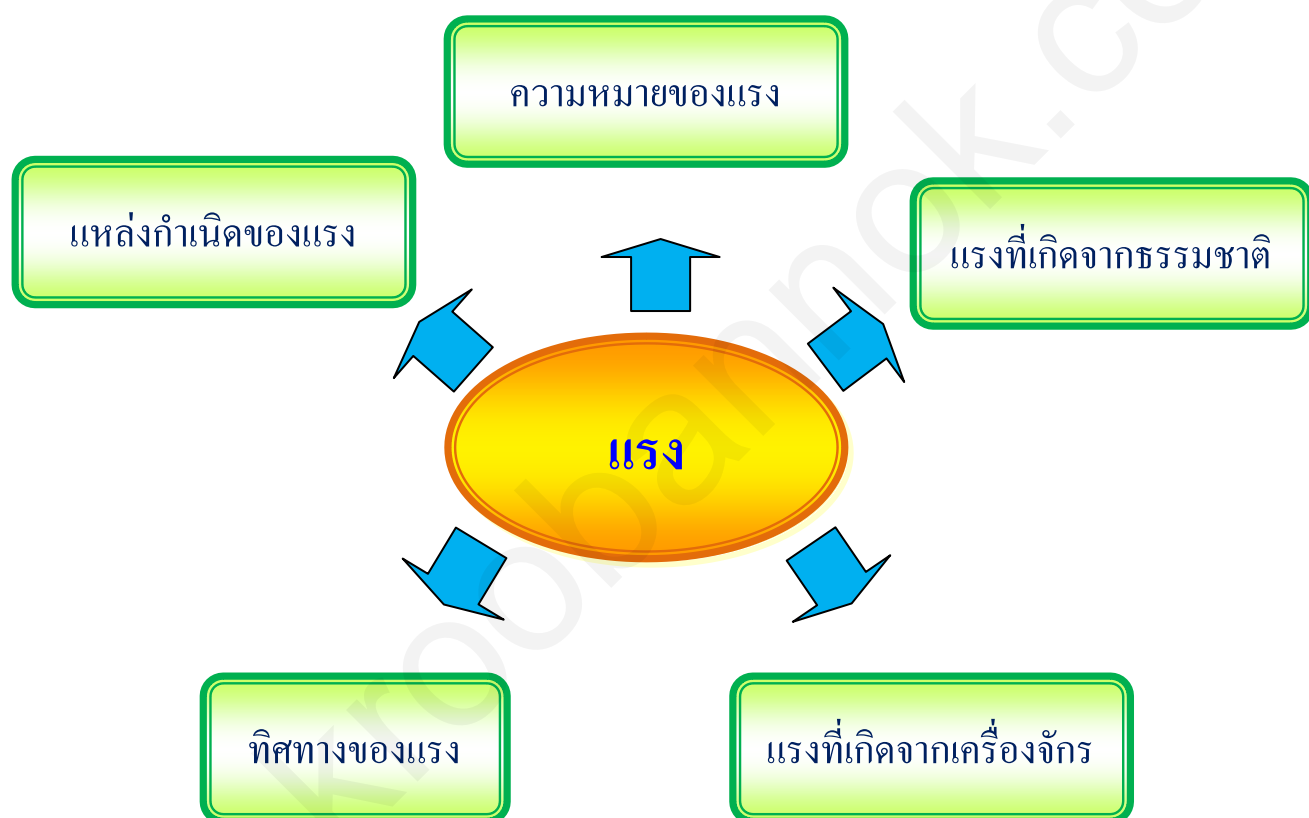 ความหมายของแรง
แหล่งกำเนิดของแรง
แรงที่เกิดจากธรรมชาติ
แรง
ทิศทางของแรง
แรงที่เกิดจากเครื่องจักร
kroobannok.co